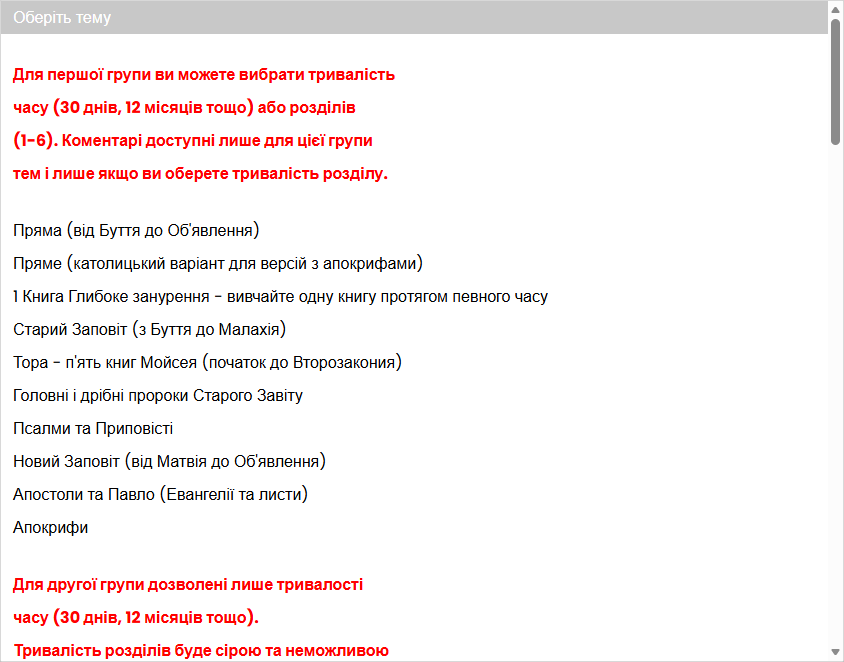 Оберіть тему
Для першої групи ви можете вибрати тривалість
часу (30 днів, 12 місяців тощо) або розділів
(1-6). Коментарі доступні лише для цієї групи
тем і лише якщо ви оберете тривалість розділу.
Пряма (від Буття до Об'явлення)
Пряме (католицький варіант для версій з апокрифами)
1 Книга Глибоке занурення - вивчайте одну книгу протягом певного часу
Старий Заповіт (з Буття до Малахія)
Тора - п'ять книг Мойсея (початок до Второзакония)
Головні і дрібні пророки Старого Завіту
Псалми та Приповісті
Новий Заповіт (від Матвія до Об'явлення)
Апостоли та Павло (Евангелії та листи)
Апокрифи
Для другої групи дозволені лише тривалості
часу (30 днів, 12 місяців тощо).
Тривалість розділів буде сірою та неможливою